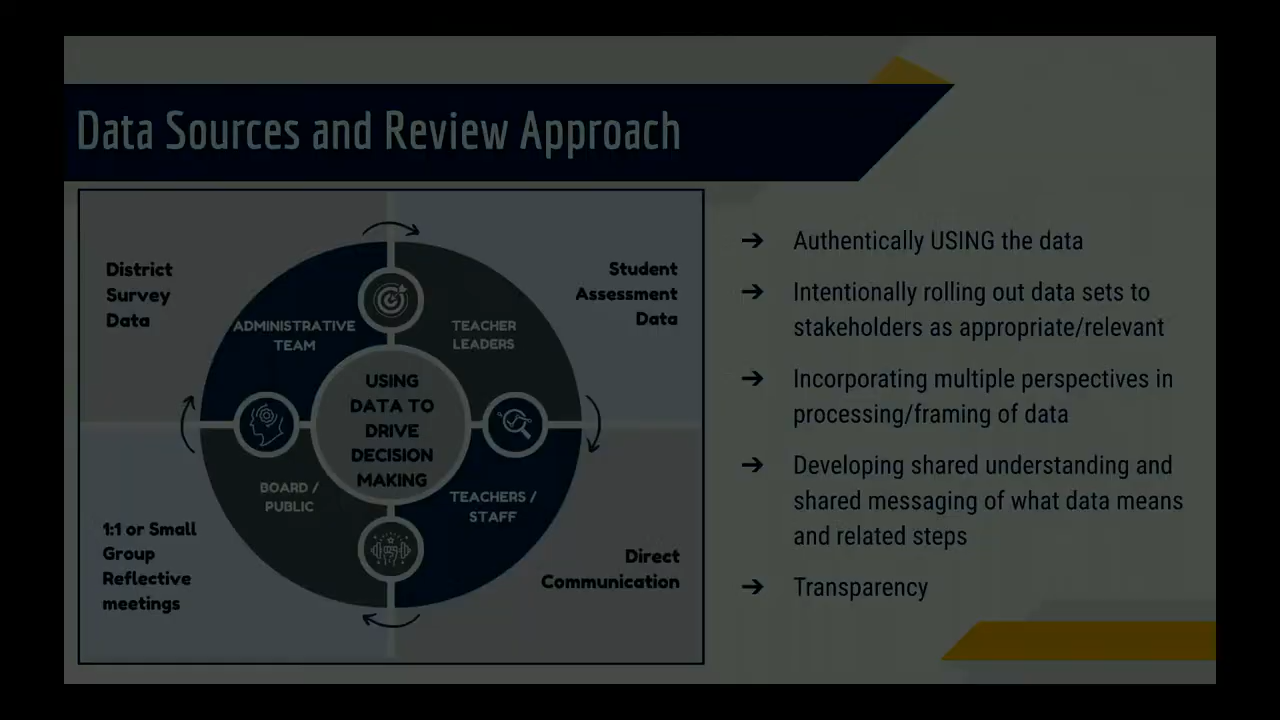 Data Sources and Review Approach
District
Survey
Data
Student
Assessment
Data
ADMINISTRATIVE
TEAM
TEACHER
LEADERS
USING
DATA TO
DRIVE
DECISION
MAKING
BOARD /
PUBLIC
TEACHERS /
STAFF
1:1 or Small
Group
Reflective
meetings
Direct
Communication
➔ Authentically USING the data
➔ Intentionally rolling out data sets to
stakeholders as appropriate/relevant
➔ Incorporating multiple perspectives in
processing/framing of data
➔ Developing shared understanding and
shared messaging of what data means
and related steps
➔ Transparency